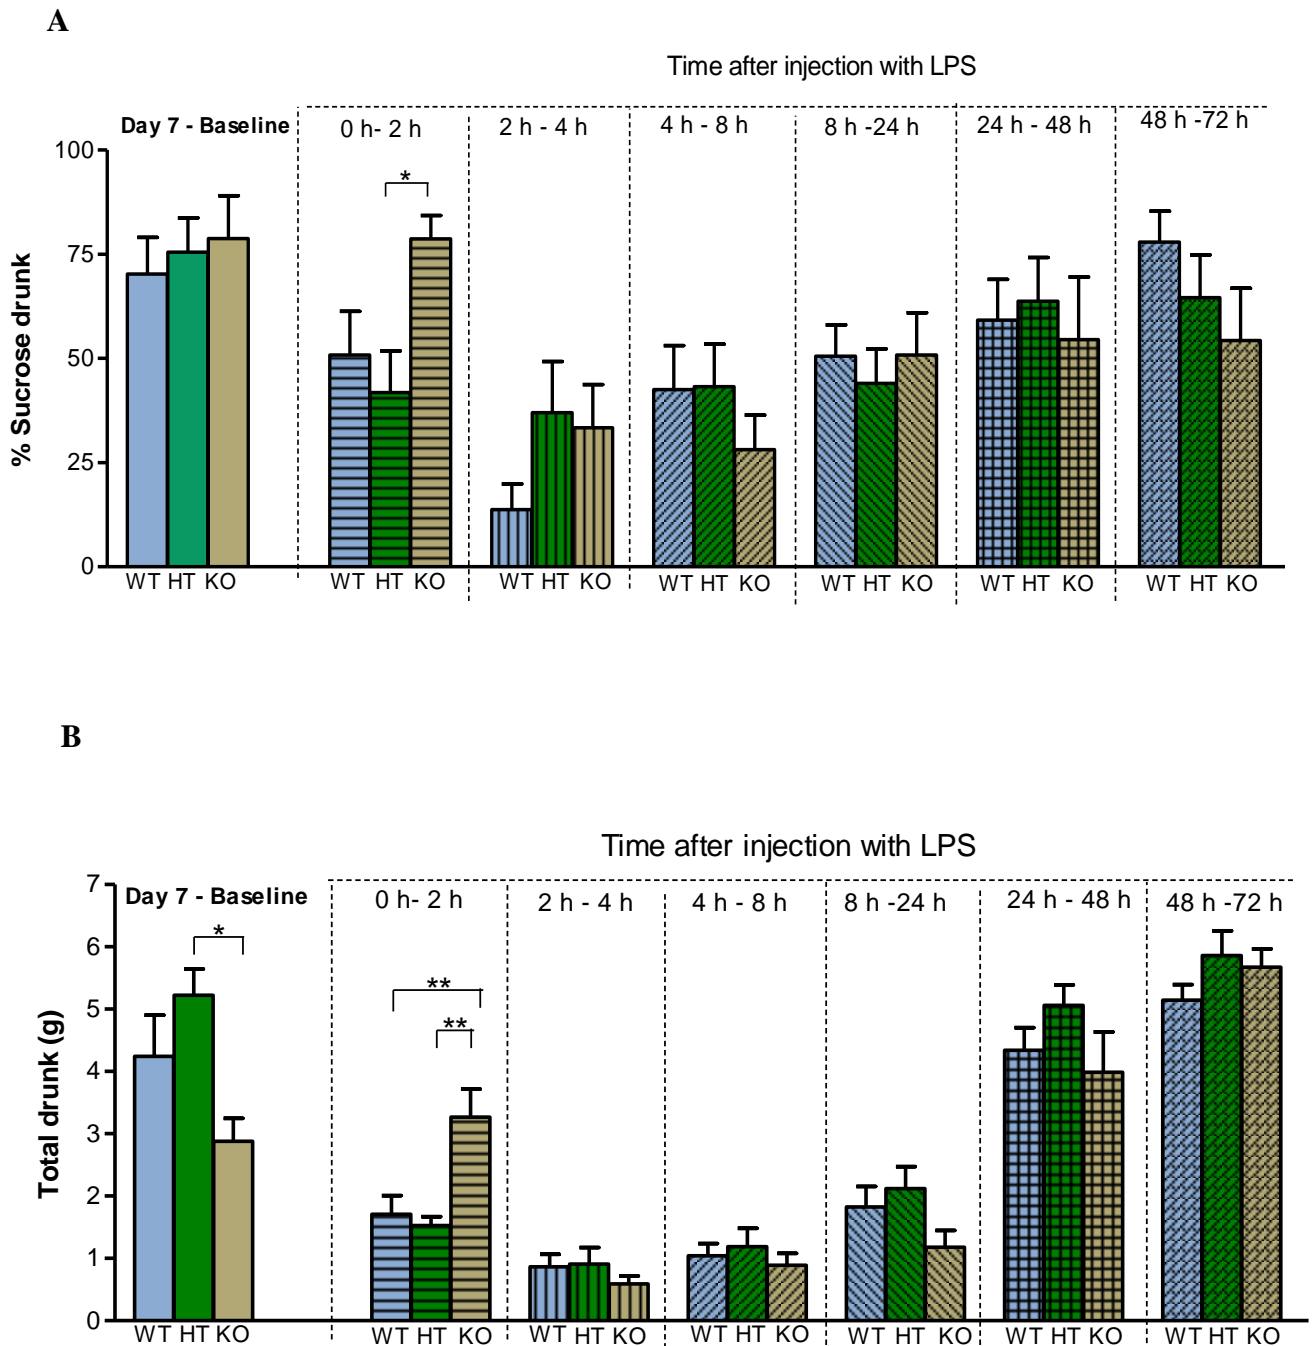 A
Time after injection with LPS
Day 7 - Baseline
0 h- 2 h
2 h - 4 h
4 h - 8 h
8 h -24 h
24 h - 48 h
48 h -72 h
100
75
50
25
0
% Sucrose drunk
*
WT HT KO
WT HT KO
WT HT KO
WT HT KO
WT HT KO
WT HT KO
WT HT KO
B
Time after injection with LPS
Day 7 - Baseline
0 h- 2 h
2 h - 4 h
4 h - 8 h
8 h -24 h
24 h - 48 h
48 h -72 h
7
6
5
4
3
2
1
0
Total drunk (g)
*
**
**
WT HT KO
WT HT KO
WT HT KO
WT HT KO
WT HT KO
WT HT KO
WT HT KO